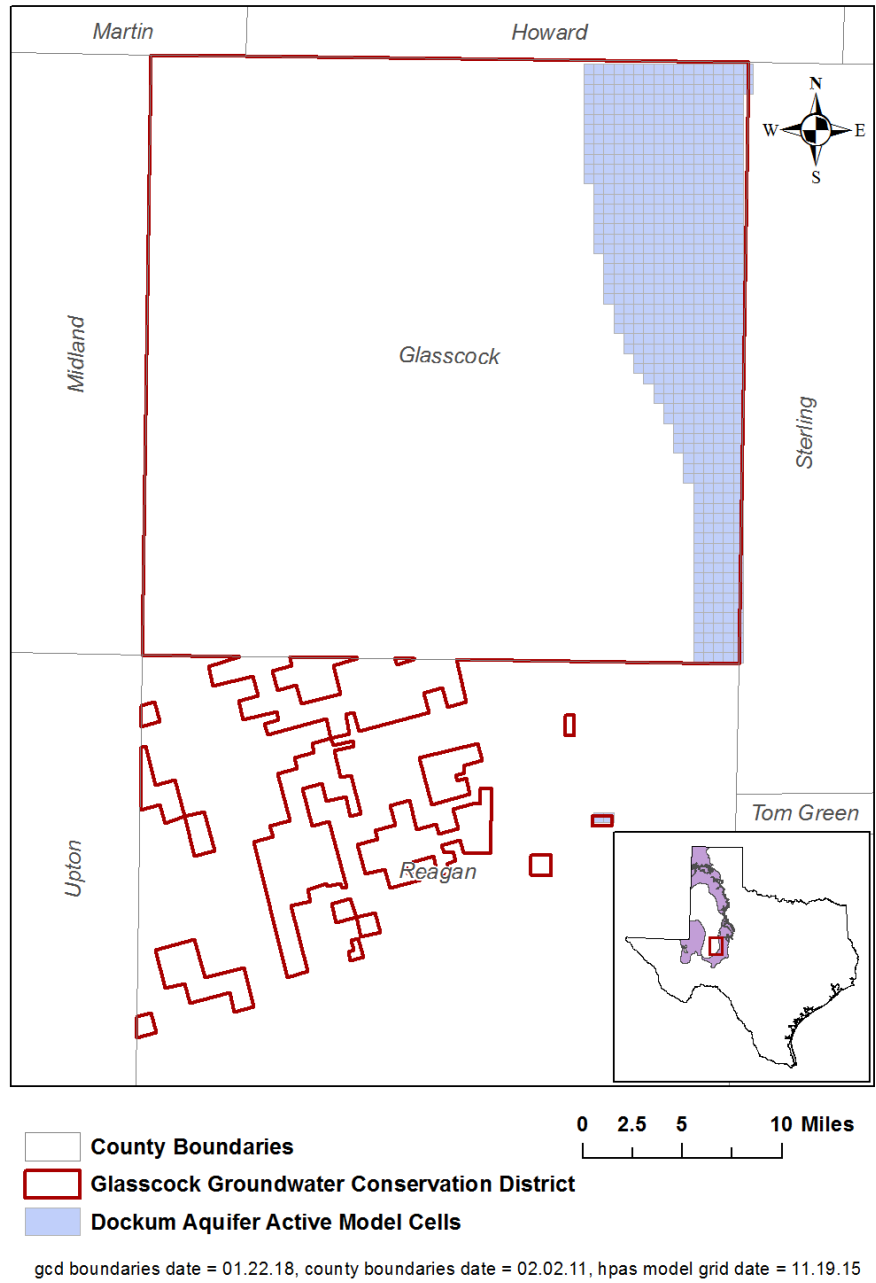 Martin
Howard
N
W
E
S
Midland
Glasscock
Sterling
Tom Green
Upton
Reagan
0 2.5 5 10 Miles
County Boundaries
Glasscock Groundwater Conservation District
Dockum Aquifer Active Model Cells
gcd boundaries date = 01.22.18, county boundaries date = 02.02.11, hpas model grid date = 11.19.15